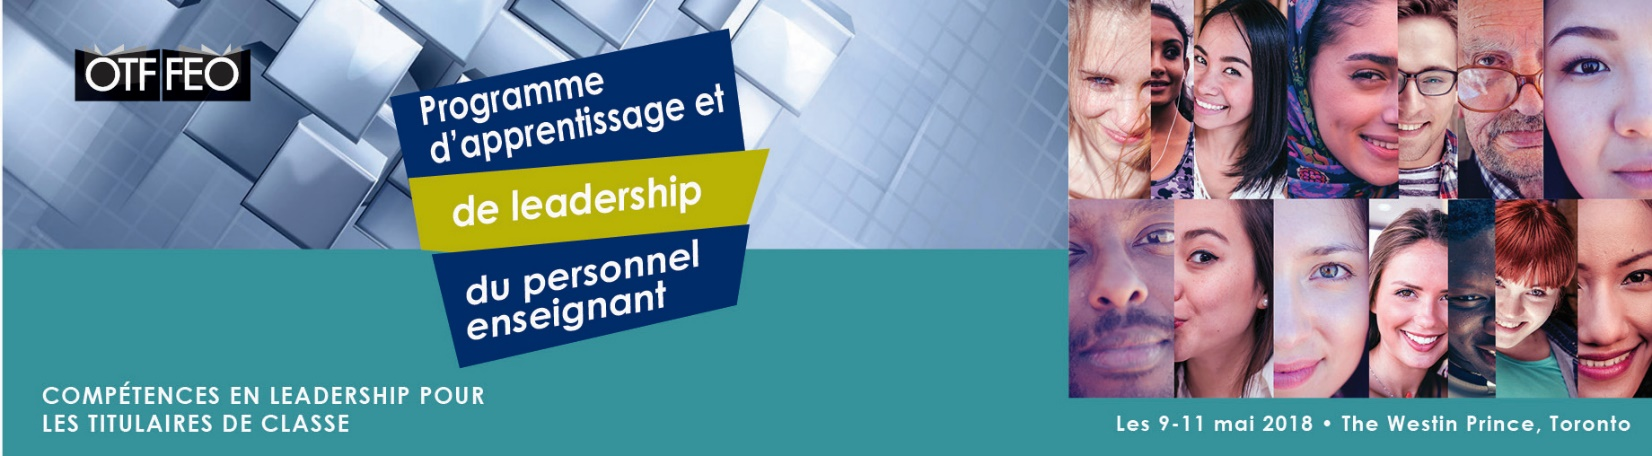 OTF FEO
Programme
d'apprentissage et
de leadership
du personnel
enseignant
COMPÉTENCES EN LEADERSHIP POUR
LES TITULAIRES DE CLASSE
Les 9-11 mai 2018 • The Westin Prince, Toronto